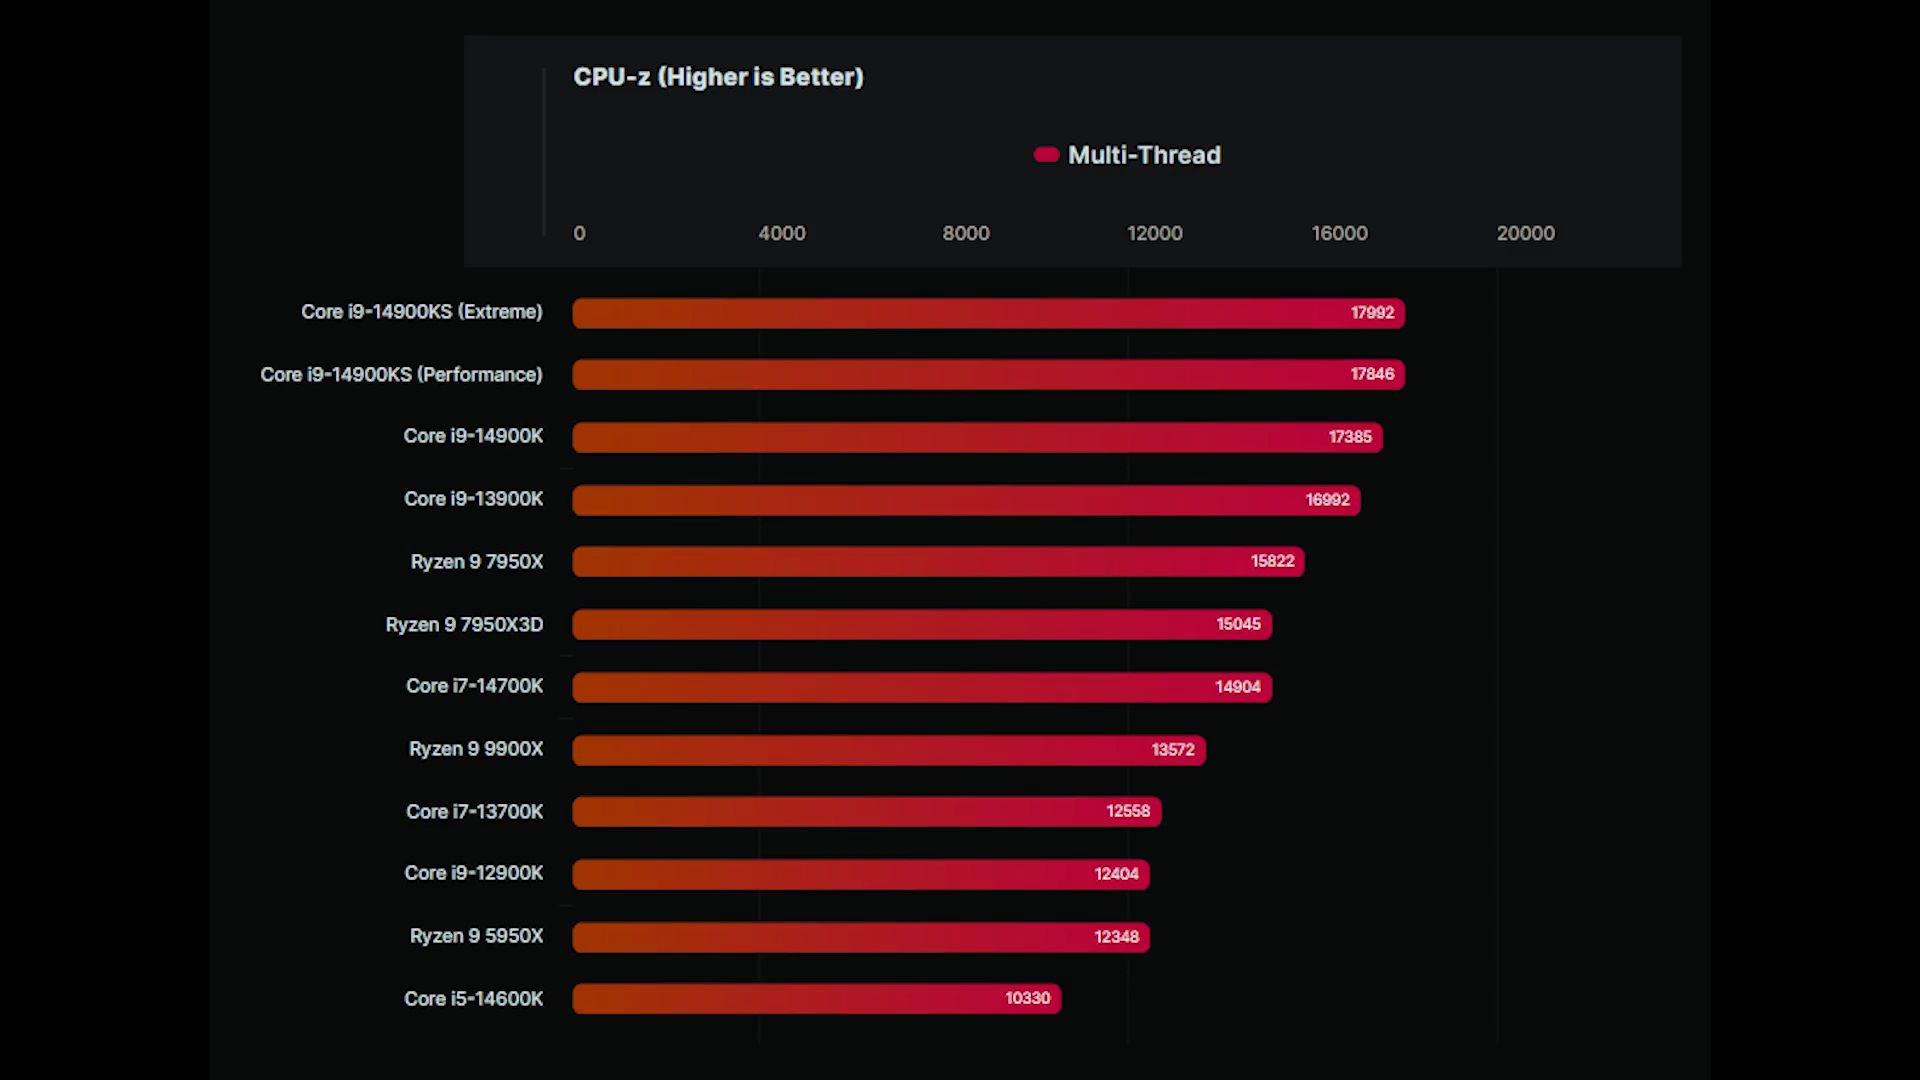 CPU-z (Higher is Better)
Multi-Thread
0 4000 8000 12000 16000 20000
Core i9-14900KS (Extreme) 17992
Core i9-14900KS (Performance) 17846
Core i9-14900K 17385
Core i9-13900K 16992
Ryzen 9 7950X 15822
Ryzen 9 7950X3D 15045
Core i7-14700K 14904
Ryzen 9 9900X 13572
Core i7-13700K 12558
Core i9-12900K 12404
Ryzen 9 5950X 12348
Core i5-14600K 10330